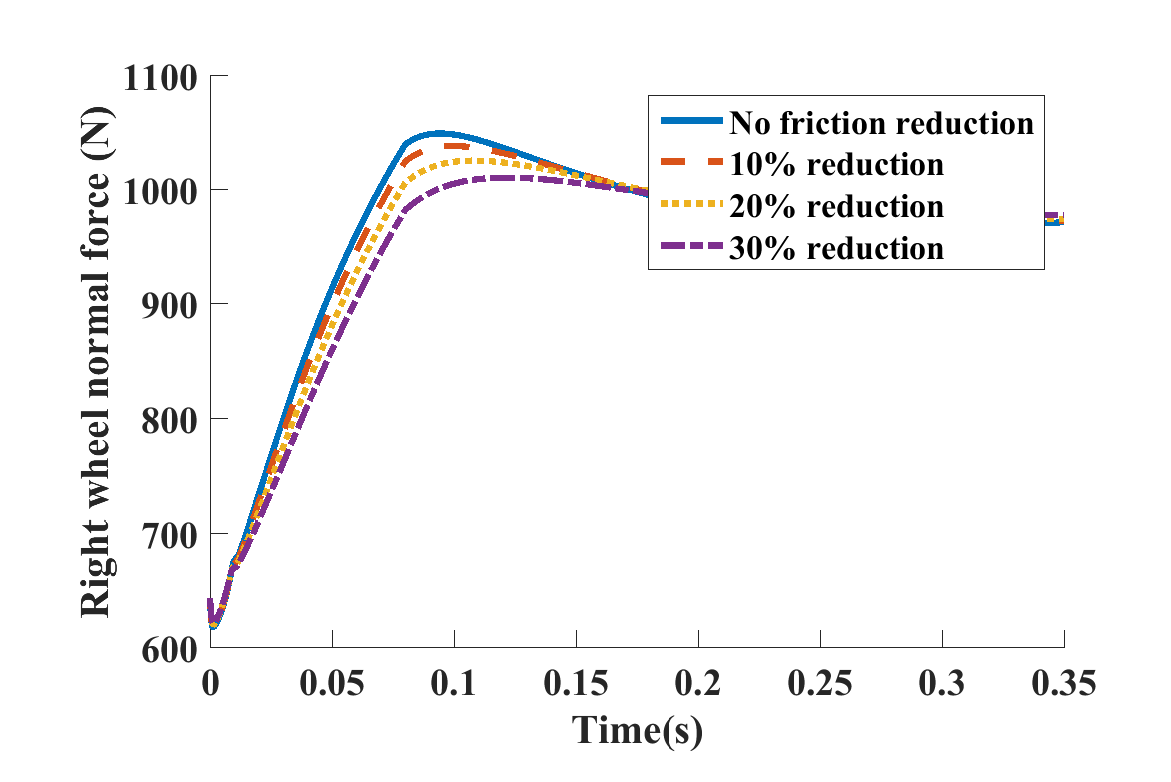 1100
1000
900
800
700
600
Right wheel normal force (N)
No friction reduction
10% reduction
20% reduction
30% reduction
0 0.05 0.1 0.15 0.2 0.25 0.3 0.35
Time(s)